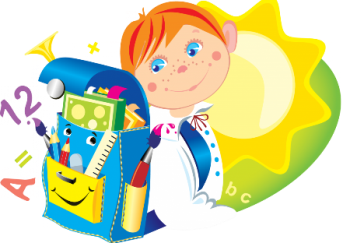 +
12
=
A
bc